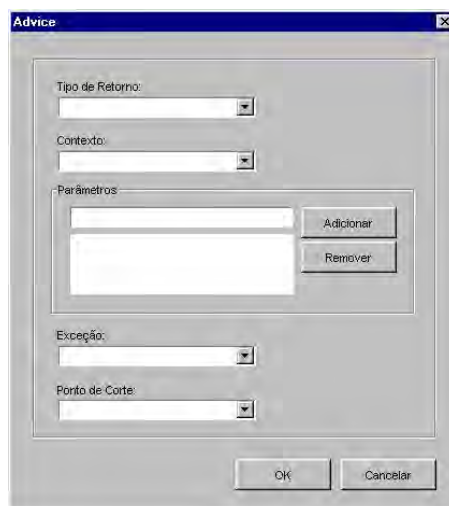 Advice
Tipo de Retorno:
Contexto:
Parâmetros
Adicionar
Remover
Exceção:
Ponto de Corte:
OK
Cancelar